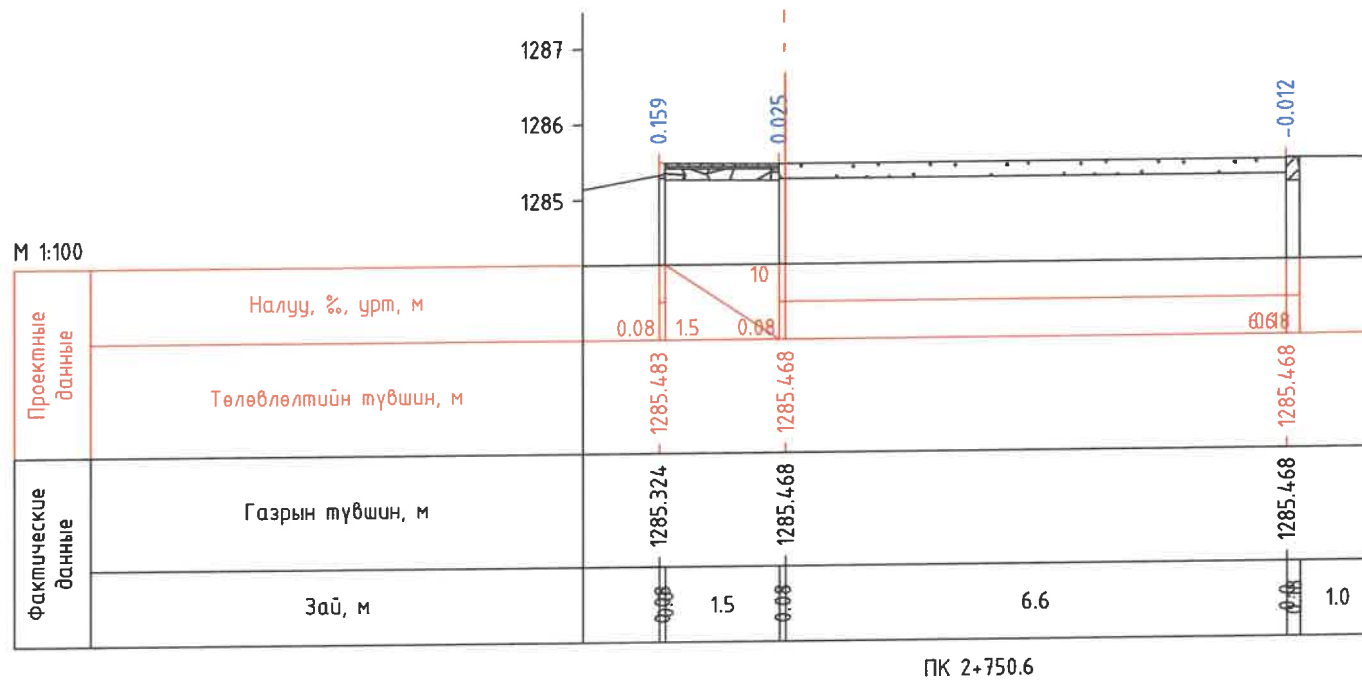 1287
1286
1285
0.159
0.025
-0.012
М 1:100
Проектные данные
Налуу, ‰, урт, м
0.08
1.5
10
0.08
Төлөвлөлтийн түвшин, м
1285.483
1285.468
1285.468
Фактические данные
Газрын түвшин, м
1285.324
1285.468
1285.468
Зай, м
1.5
0.08
6.6
1.0
ПК 2+750.6